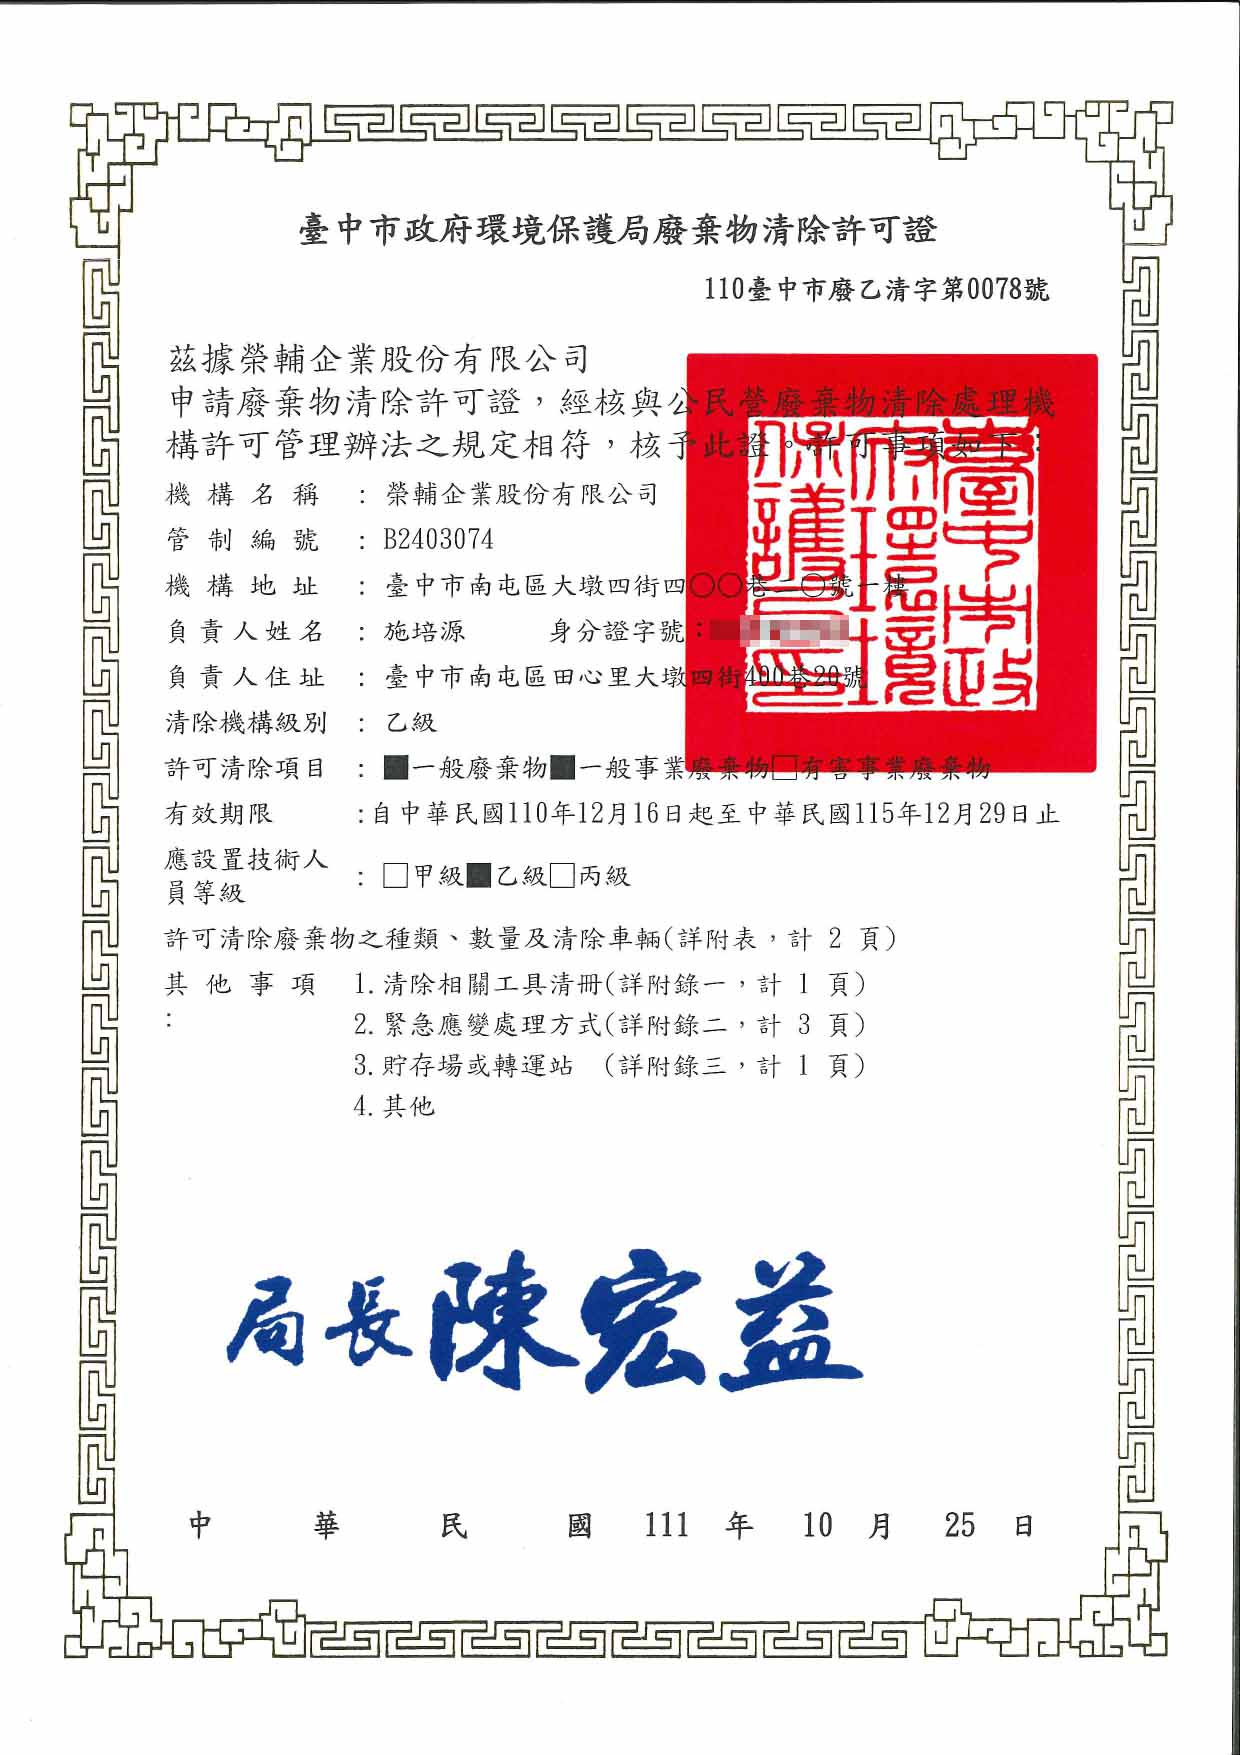 臺中市政府環境保護局廢棄物清除許可證
110臺中市廢乙清字第0078號
茲據榮輔企業股份有限公司
申請廢棄物清除許可證，經核與公民營廢棄物清除處理機
構許可管理辦法之規定相符，核予此證。許可事項如下：
機構名稱：榮輔企業股份有限公司
管制編號：B2403074
機構地址：臺中市南屯區大墩四街四〇〇巷二〇號一樓
負責人姓名：施培源 身分證字號：
負責人住址：臺中市南屯區田心里大墩四街400巷20號
清除機構級別：乙級
許可清除項目：■一般廢棄物■一般事業廢棄物□有害事業廢棄物
有效期限：自中華民國110年12月16日起至中華民國115年12月29日止
應設置技術人
員等級：□甲級■乙級□丙級
許可清除廢棄物之種類、數量及清除車輛(詳附表，計 2 頁)
其他事項：
1.清除相關工具清冊(詳附錄一，計 1 頁)
2.緊急應變處理方式(詳附錄二，計 3 頁)
3.貯存場或轉運站 (詳附錄三，計 1 頁)
4.其他
臺中市政
府環境
保護局印
局長陳宏益
中華民國 111 年 10 月 25 日